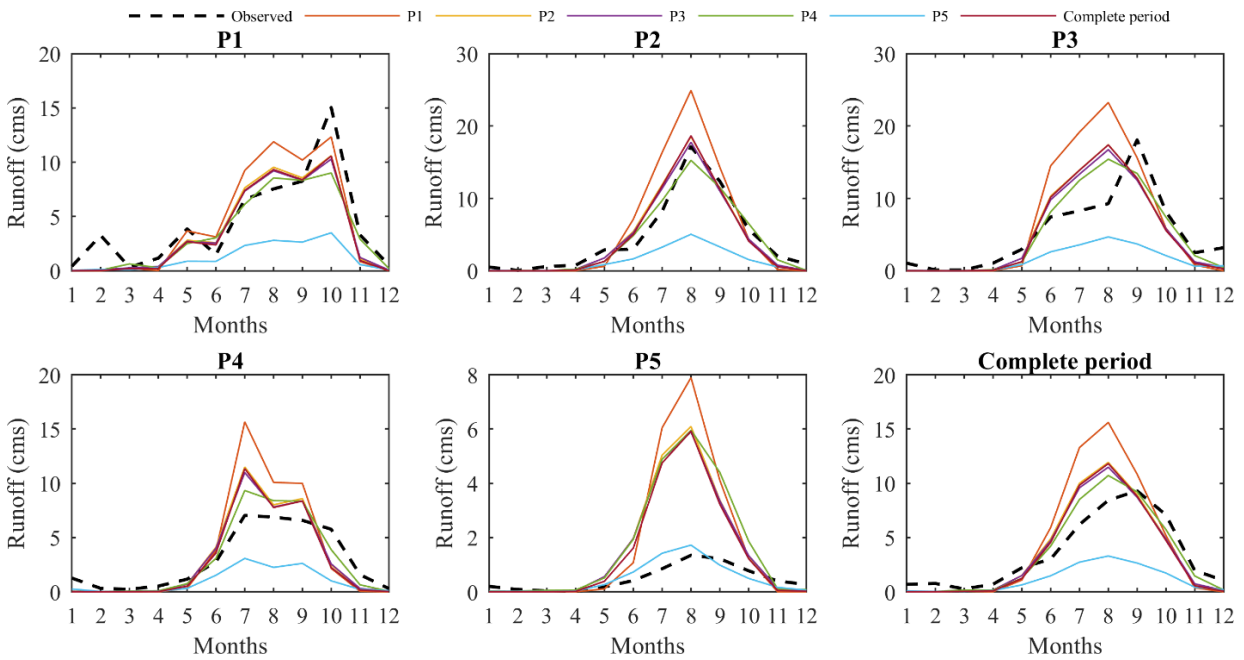 Observed P1 P2 P3 P4 P5 Complete period
P1
20
15
10
5
0
Runoff (cms)
1 2 3 4 5 6 7 8 9 10 11 12
Months
P2
30
20
10
0
Runoff (cms)
1 2 3 4 5 6 7 8 9 10 11 12
Months
P3
30
20
10
0
Runoff (cms)
1 2 3 4 5 6 7 8 9 10 11 12
Months
P4
20
15
10
5
0
Runoff (cms)
1 2 3 4 5 6 7 8 9 10 11 12
Months
P5
8
6
4
2
0
Runoff (cms)
1 2 3 4 5 6 7 8 9 10 11 12
Months
Complete period
20
15
10
5
0
Runoff (cms)
1 2 3 4 5 6 7 8 9 10 11 12
Months